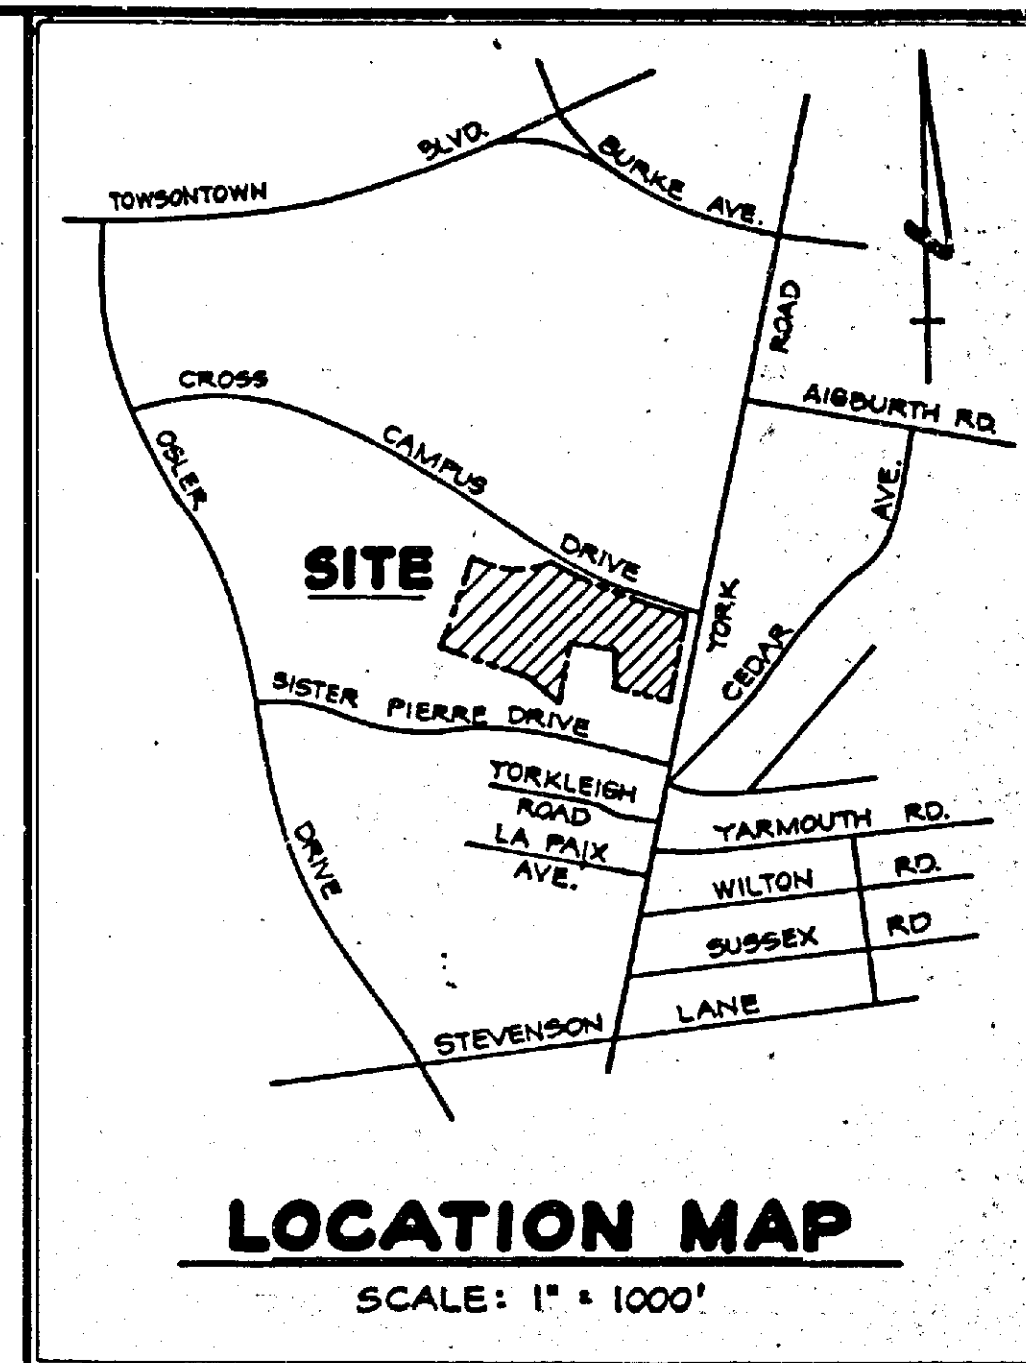 BLVD.
TOWSONTOWN
BURKE AVE.
ROAD
CROSS
AIGBURTH RD.
CAMPUS
OSLER
AVE.
DRIVE
SITE
YORK
CEDAR
SISTER PIERRE DRIVE
YORKLEIGH
ROAD
LA PAIX
AVE.
YARMOUTH RD.
WILTON RD.
DRIVE
SUSSEX RD
STEVENSON LANE
LOCATION MAP
SCALE: 1" = 1000'